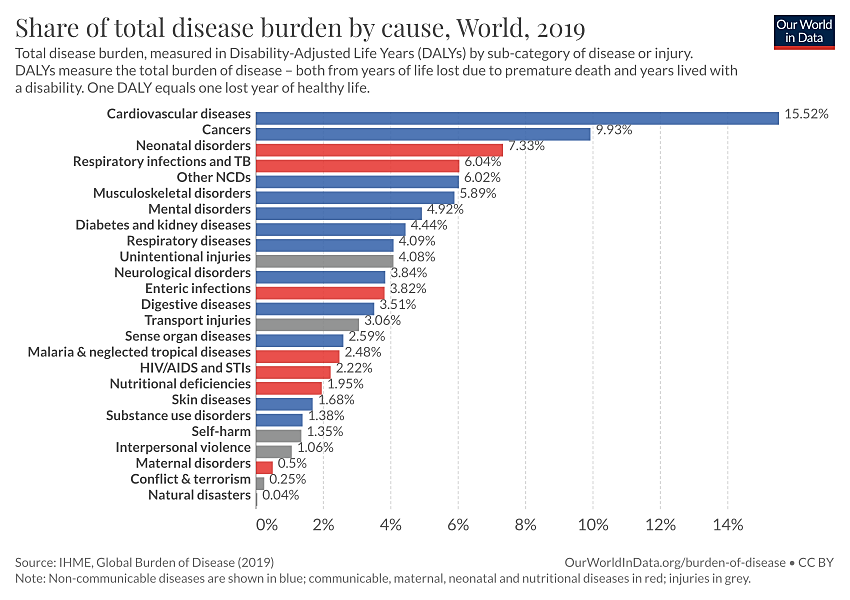 Share of total disease burden by cause, World, 2019
Our World
in Data
Total disease burden, measured in Disability-Adjusted Life Years (DALYs) by sub-category of disease or injury.
DALYs measure the total burden of disease – both from years of life lost due to premature death and years lived with
a disability. One DALY equals one lost year of healthy life.
Cardiovascular diseases 15.52%
Cancers 9.93%
Neonatal disorders 7.33%
Respiratory infections and TB 6.04%
Other NCDs 6.02%
Musculoskeletal disorders 5.89%
Mental disorders 4.92%
Diabetes and kidney diseases 4.44%
Respiratory diseases 4.09%
Unintentional injuries 4.08%
Neurological disorders 3.84%
Enteric infections 3.82%
Digestive diseases 3.51%
Transport injuries 3.06%
Sense organ diseases 2.59%
Malaria & neglected tropical diseases 2.48%
HIV/AIDS and STIs 2.22%
Nutritional deficiencies 1.95%
Skin diseases 1.68%
Substance use disorders 1.38%
Self-harm 1.35%
Interpersonal violence 1.06%
Maternal disorders 0.5%
Conflict & terrorism 0.25%
Natural disasters 0.04%
0% 2% 4% 6% 8% 10% 12% 14%
Source: IHME, Global Burden of Disease (2019) OurWorldInData.org/burden-of-disease • CC BY
Note: Non-communicable diseases are shown in blue; communicable, maternal, neonatal and nutritional diseases in red; injuries in grey.